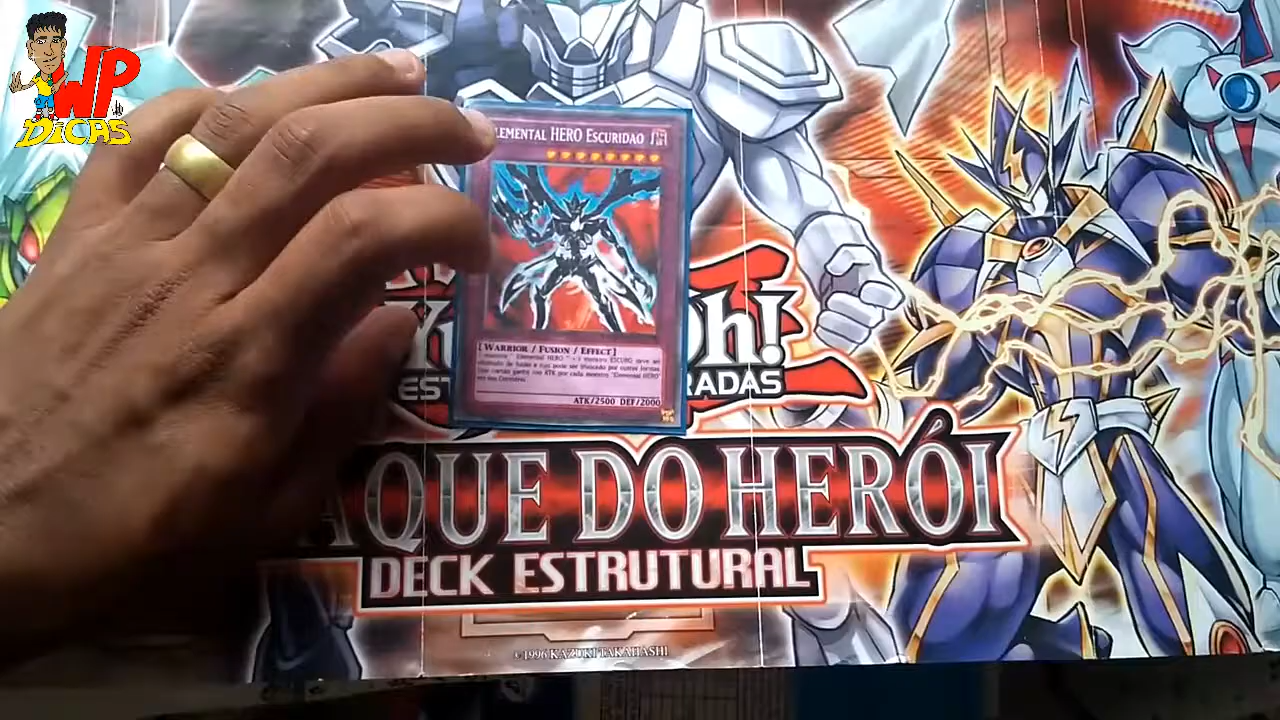 WP
DiCAS
ELEMENTAL HERO ESCURIDAO
[WARRIOR / FUSION / EFFECT]
ATK/2500 DEF/2000
h!
RADAS
AQUE DO HERÓI
DECK ESTRUTURAL
©1996 KAZUKI TAKAHASHI